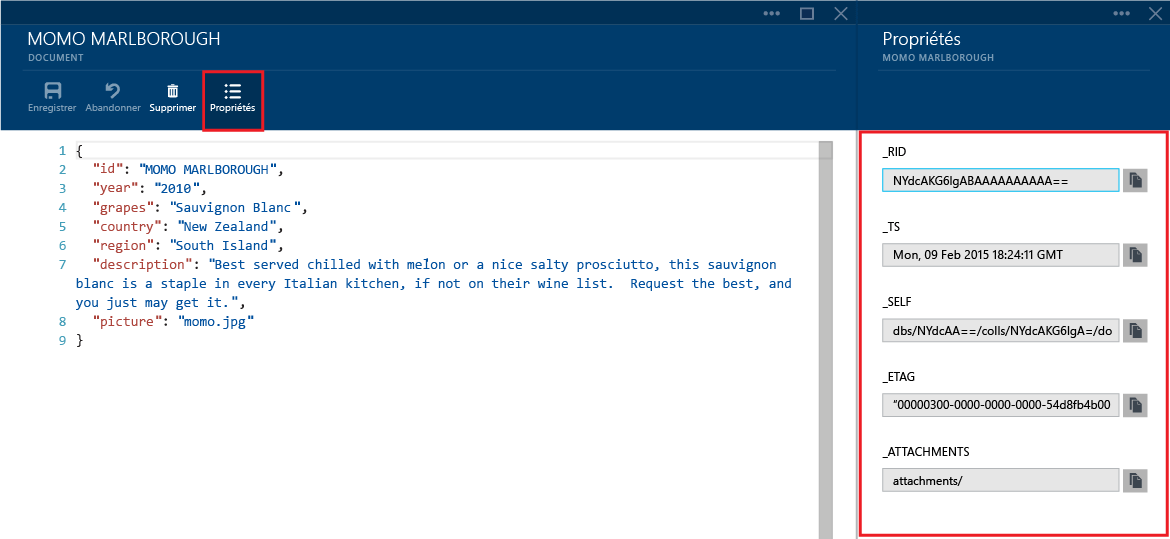 MOMO MARLBOROUGH
DOCUMENT
Enregistrer Abandonner Supprimer Propriétés
1 {
2 "id": "MOMO MARLBOROUGH",
3 "year": "2010",
4 "grapes": "Sauvignon Blanc",
5 "country": "New Zealand",
6 "region": "South Island",
7 "description": "Best served chilled with melon or a nice salty prosciutto, this sauvignon
blanc is a staple in every Italian kitchen, if not on their wine list.  Request the best, and
you just may get it.",
8 "picture": "momo.jpg"
9 }
Propriétés
MOMO MARLBOROUGH
_RID
NYdcAKG6IgABAAAAAAAAAA==
_TS
Mon, 09 Feb 2015 18:24:11 GMT
_SELF
dbs/NYdcAA==/colls/NYdcAKG6IgA=/do
_ETAG
"00000300-0000-0000-0000-54d8fb4b00
_ATTACHMENTS
attachments/